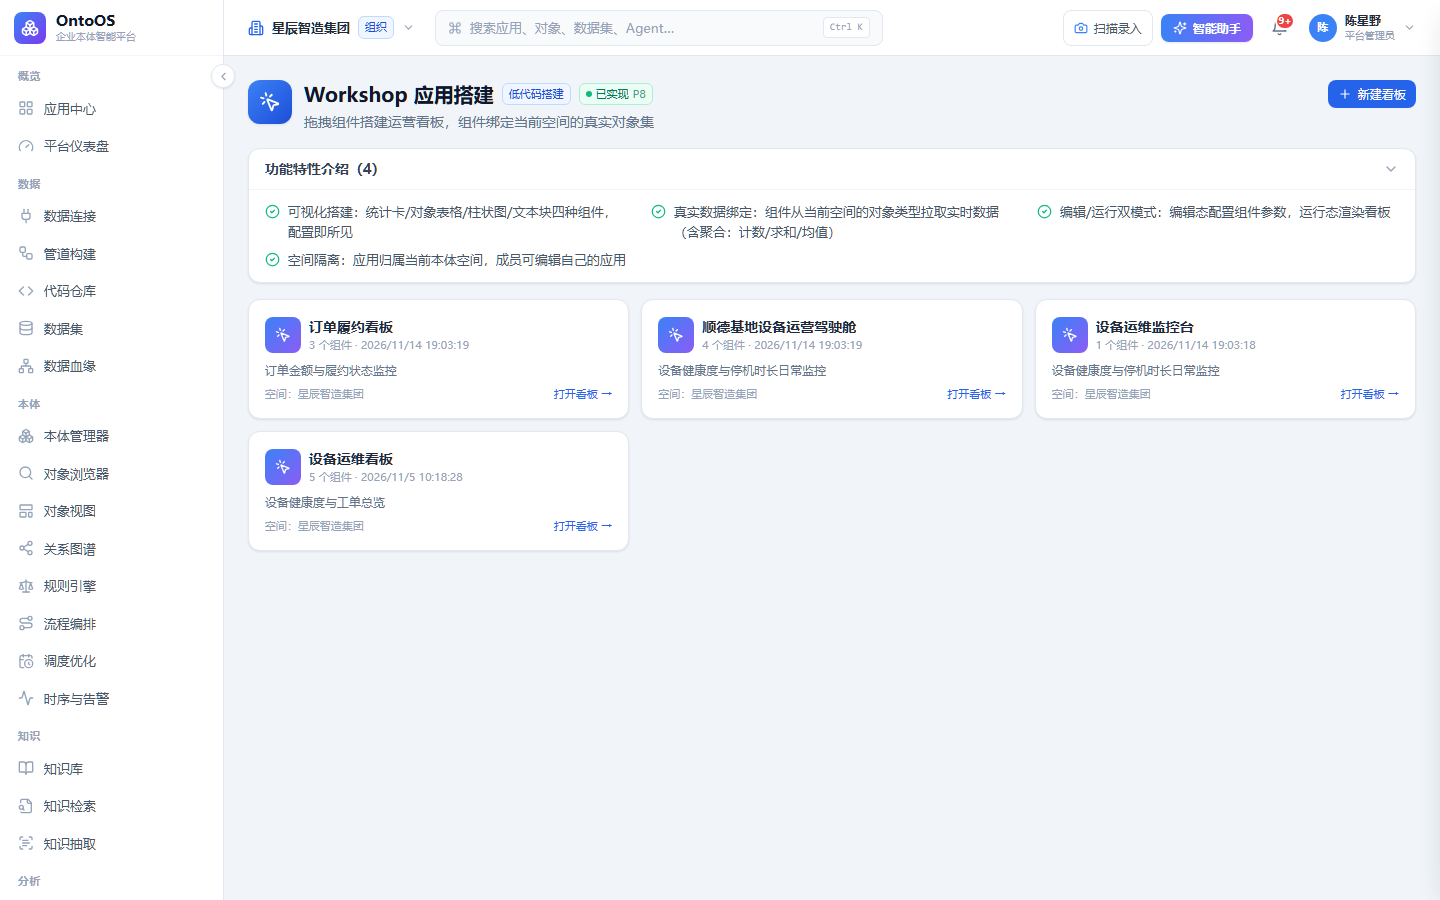 OntoOS
企业本体智能平台
星辰智造集团 组织
搜索应用、对象、数据集、Agent... Ctrl K
扫描录入
智能助手
9+
陈
陈星野
平台管理员
概览
应用中心
平台仪表盘
数据
数据连接
管道构建
代码仓库
数据集
数据血缘
本体
本体管理器
对象浏览器
对象视图
关系图谱
规则引擎
流程编排
调度优化
时序与告警
知识
知识库
知识检索
知识抽取
分析
Workshop 应用搭建 低代码搭建 已实现 P8
拖拽组件搭建运营看板，组件绑定当前空间的真实对象集
新建看板
功能特性介绍（4）
可视化搭建：统计卡/对象表格/柱状图/文本块四种组件，
配置即所见
真实数据绑定：组件从当前空间的对象类型拉取实时数据
（含聚合：计数/求和/均值）
编辑/运行双模式：编辑态配置组件参数，运行态渲染看板
空间隔离：应用归属当前本体空间，成员可编辑自己的应用
订单履约看板
3 个组件 · 2026/11/14 19:03:19
订单金额与履约状态监控
空间：星辰智造集团 打开看板 →
顺德基地设备运营驾驶舱
4 个组件 · 2026/11/14 19:03:19
设备健康度与停机时长日常监控
空间：星辰智造集团 打开看板 →
设备运维监控台
1 个组件 · 2026/11/14 19:03:18
设备健康度与停机时长日常监控
空间：星辰智造集团 打开看板 →
设备运维看板
5 个组件 · 2026/11/5 10:18:28
设备健康度与工单总览
空间：星辰智造集团 打开看板 →